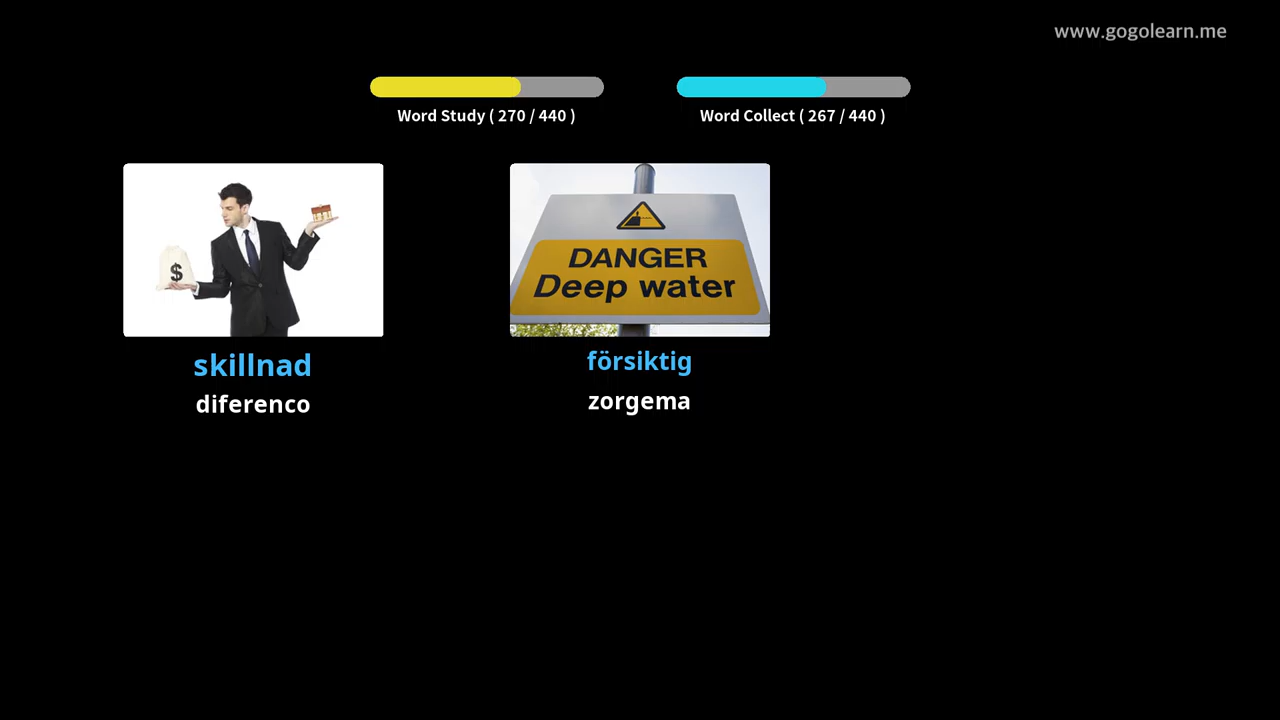 www.gogolearn.me
Word Study ( 270 / 440 )
Word Collect ( 267 / 440 )
$
DANGER
Deep water
skillnad
försiktig
diferenco
zorgema